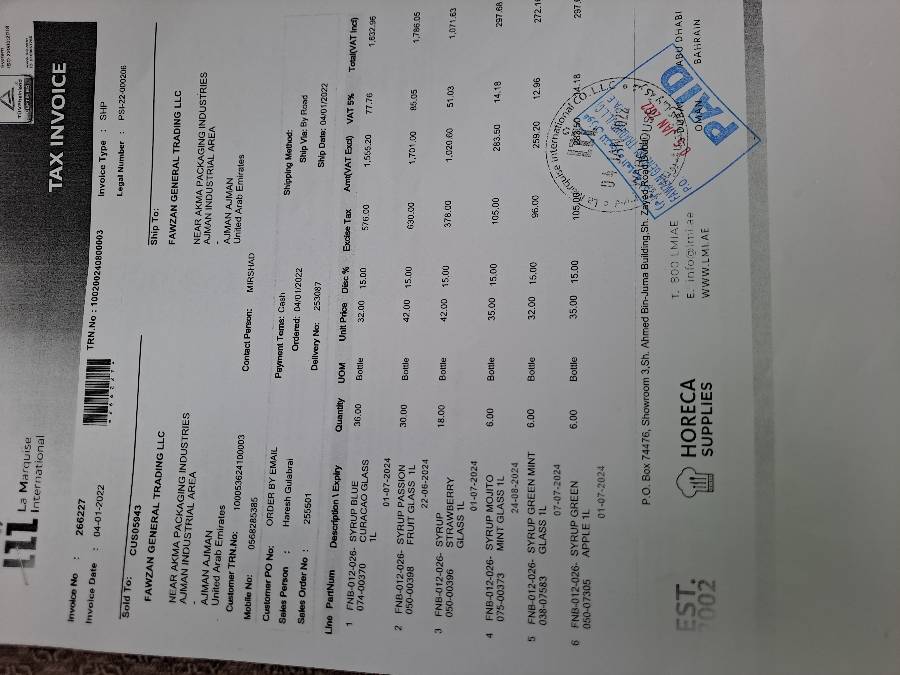 La Marquise
International
TAX INVOICE
Invoice No : 266227
TRN.No : 100200240800003
Invoice Type : SHP
Invoice Date : 04-01-2022
Legal Number : PSI-22-000206
Sold To: CUS05943
Ship To:
FAWZAN GENERAL TRADING LLC
FAWZAN GENERAL TRADING LLC
NEAR AKMA PACKAGING INDUSTRIES
AJMAN INDUSTRIAL AREA
NEAR AKMA PACKAGING INDUSTRIES
AJMAN INDUSTRIAL AREA
AJMAN AJMAN
United Arab Emirates
AJMAN AJMAN
United Arab Emirates
Customer TRN.No: 100053624100003
Mobile No: 0568285385
Contact Person: MIRSHAD
Customer PO No: ORDER BY EMAIL
Payment Terms: Cash
Shipping Method:
Sales Person : Haresh Gulabrai
Ordered: 04/01/2022
Ship Via: By Road
Sales Order No : 255501
Delivery No: 253087
Ship Date: 04/01/2022
Line PartNum Description \ Expiry Quantity UOM Unit Price Disc % Excise Tax Amt(VAT Excl) VAT 5% Total(VAT Incl)
1 FNB-012-026- SYRUP BLUE 36.00 Bottle 32.00 15.00 576.00 1,555.20 77.76 1,632.96
074-00370 CURACAO GLASS
1L 01-07-2024
2 FNB-012-026- SYRUP PASSION 30.00 Bottle 42.00 15.00 630.00 1,701.00 85.05 1,786.05
050-00398 FRUIT GLASS 1L
22-06-2024
3 FNB-012-026- SYRUP 18.00 Bottle 42.00 15.00 378.00 1,020.60 51.03 1,071.63
050-00396 STRAWBERRY
GLASS 1L
01-07-2024
4 FNB-012-026- SYRUP MOJITO 6.00 Bottle 35.00 15.00 105.00 283.50 14.18 297.68
075-00373 MINT GLASS 1L
24-08-2024
5 FNB-012-026- SYRUP GREEN MINT 6.00 Bottle 32.00 15.00 96.00 259.20 12.96 272.16
038-07583 GLASS 1L
07-07-2024
6 FNB-012-026- SYRUP GREEN 6.00 Bottle 35.00 15.00 105.00 283.50 14.18
050-07305 APPLE 1L
01-07-2024
PAID
P.O. Box 74476, Showroom 3,Sh. Ahmed Bin-Juma Building,Sh. Zayed Road,
EST.
2002
HORECA
SUPPLIES
T. 800 LMIAE
E. info@lmi.ae
WWW.LMI.AE
DUBAI
ABU DHABI
OMAN
BAHRAIN